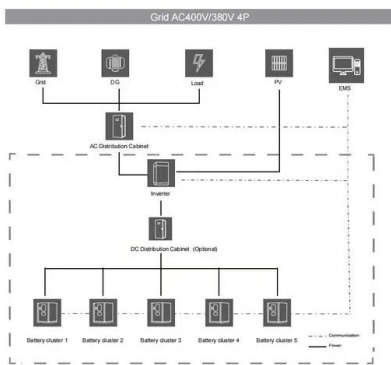 Grid AC400V/380V 4P
Grid
DG
Load
PV
EMS
AC Distribution Cabinet
Inverter
DC Distribution Cabinet (Optional)
Battery cluster 1
Battery cluster 2
Battery cluster 3
Battery cluster 4
Battery cluster 5
Communication
Power